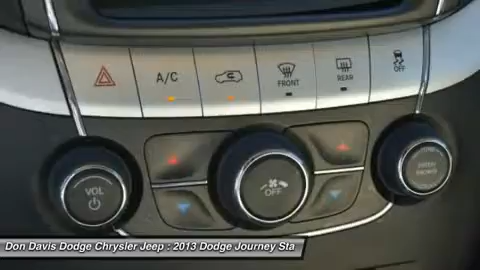 A/C
FRONT
REAR
OFF
VOL
OFF
Don Davis Dodge Chrysler Jeep : 2013 Dodge Journey Sta